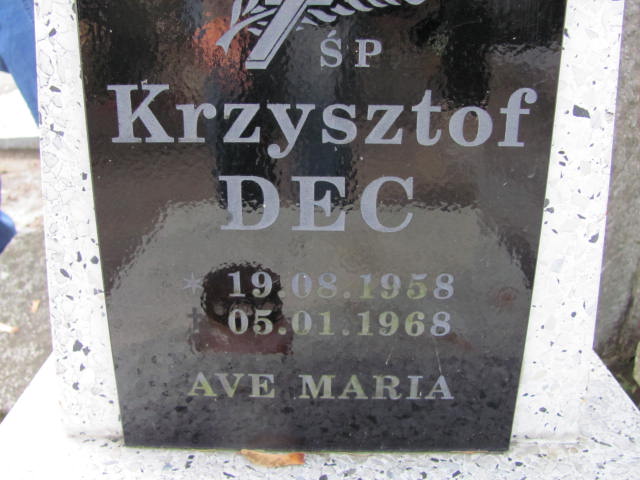 ŚP
Krzysztof
DEC
* 19.08.1958
† 05.01.1968
AVE MARIA